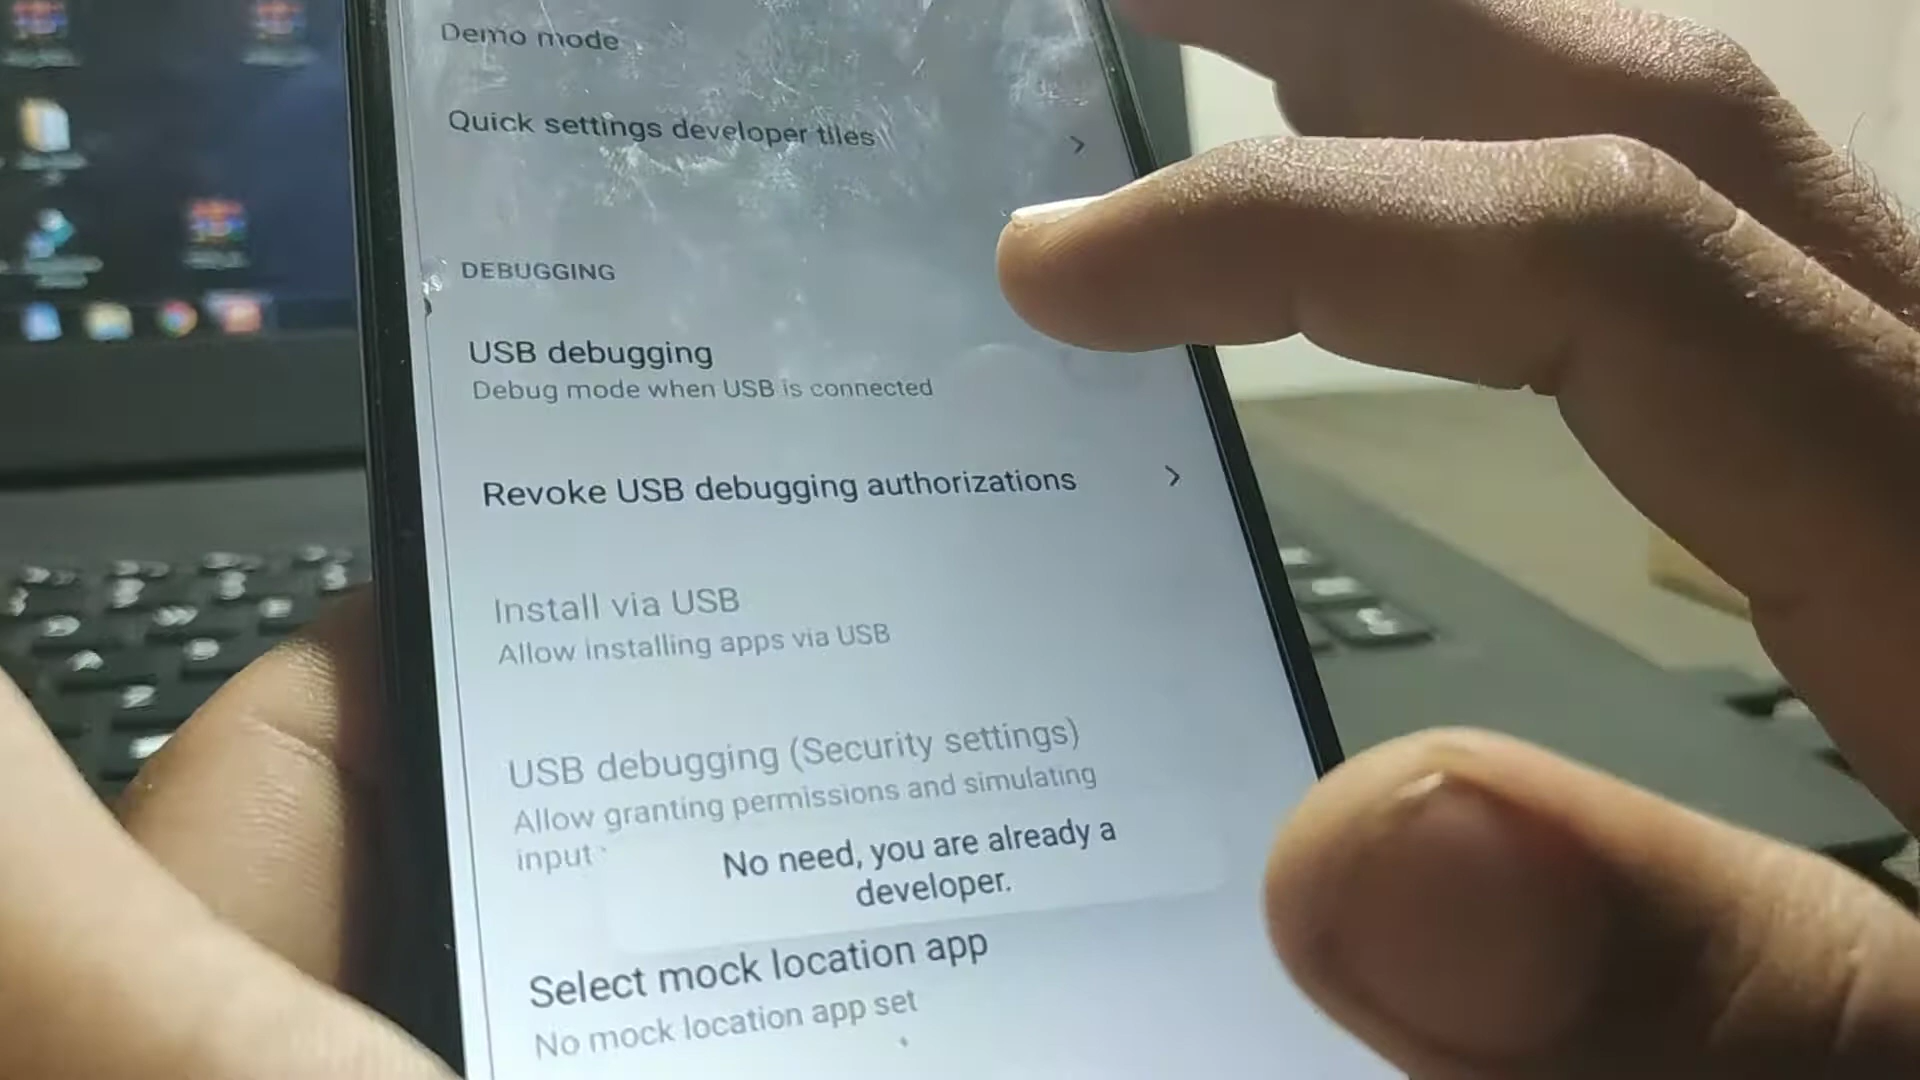 Demo mode
Quick settings developer tiles
DEBUGGING
USB debugging
Debug mode when USB is connected
Revoke USB debugging authorizations
Install via USB
Allow installing apps via USB
USB debugging (Security settings)
Allow granting permissions and simulating
input
No need, you are already a
developer.
Select mock location app
No mock location app set